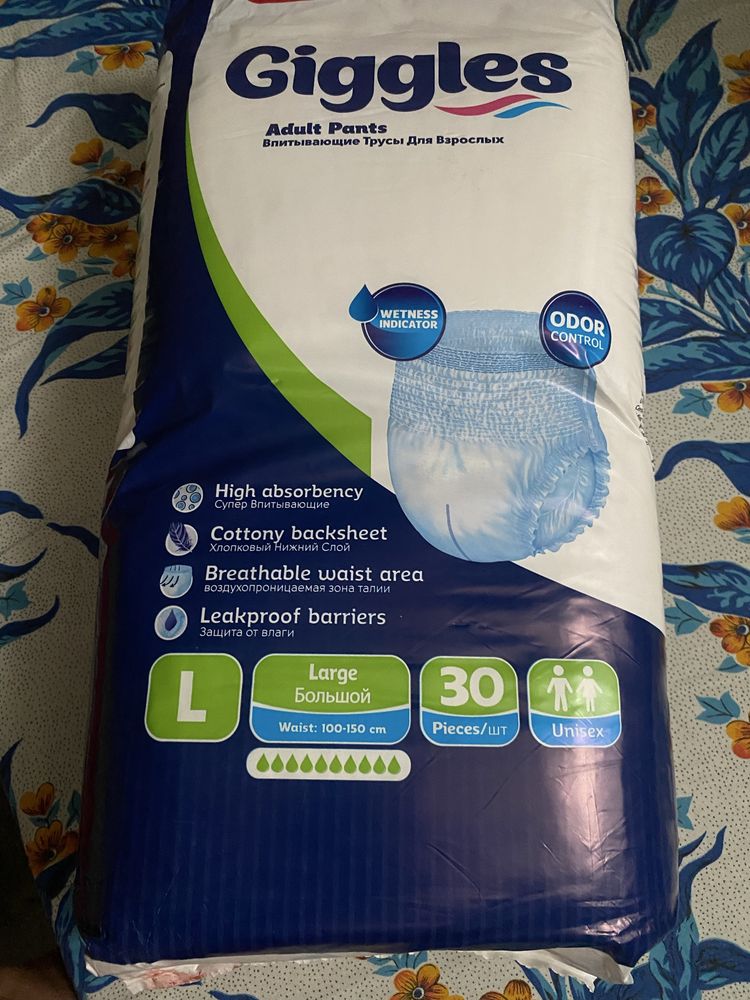 Giggles
Adult Pants
Впитывающие Трусы Для Взрослых
WETNESS
INDICATOR
ODOR
CONTROL
High absorbency
Супер Впитывающие
Cottony backsheet
Хлопковый Нижний Слой
Breathable waist area
воздухопроницаемая зона талии
Leakproof barriers
Защита от влаги
L
Large
Большой
Waist: 100-150 cm
30
Pieces/шт
Unisex